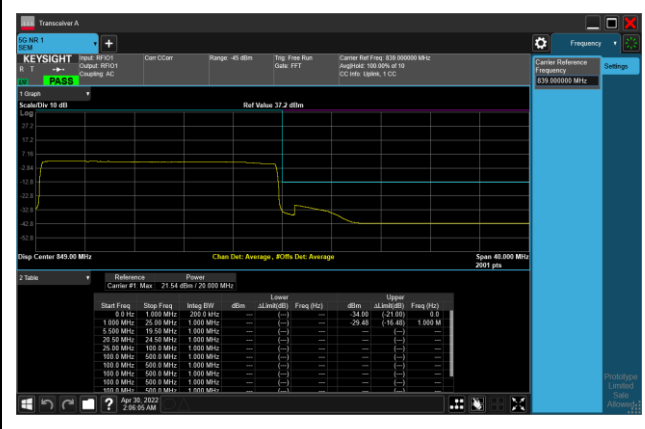 Transceiver A
5G NR 1
SEM
Frequency
KEYSIGHT
R T
PASS
Input: RFIO1
Output: RFIO1
Coupling: AC
Corr CCorr
Range: -45 dBm
Trig: Free Run
Gate: FFT
Carrier Ref Freq: 839.000000 MHz
Avg|Hold: 100.00% of 10
CC Info: Uplink, 1 CC
Carrier Reference
Frequency
839.000000 MHz
Settings
1 Graph
Scale/Div 10 dB
Ref Value 37.2 dBm
Log
27.2
17.2
7.16
-2.84
-12.8
-22.8
-32.8
-42.8
-52.8
Disp Center 849.00 MHz
Chan Det: Average , #Offs Det: Average
Span 40.000 MHz
2001 pts
2 Table
Reference Power
Carrier #1 Max 21.54 dBm / 20.000 MHz
Lower Upper
Start Freq Stop Freq Integ BW dBm ΔLimit(dB) Freq (Hz) dBm ΔLimit(dB) Freq (Hz)
0.0 Hz 1.000 MHz 200.0 kHz --- (---) --- -34.00 (-21.00) 0.0
1.000 MHz 25.00 MHz 1.000 MHz --- (---) --- -29.48 (-16.48) 1.000 M
5.500 MHz 19.50 MHz 1.000 MHz --- (---) --- --- (---) ---
20.50 MHz 24.50 MHz 1.000 MHz --- (---) --- --- (---) ---
25.00 MHz 100.0 MHz 1.000 MHz --- (---) --- --- (---) ---
100.0 MHz 500.0 MHz 1.000 MHz --- (---) --- --- (---) ---
100.0 MHz 500.0 MHz 1.000 MHz --- (---) --- --- (---) ---
100.0 MHz 500.0 MHz 1.000 MHz --- (---) --- --- (---) ---
100.0 MHz 500.0 MHz 1.000 MHz --- (---) --- --- (---) ---
Prototype
Limited
Sale
Allowed
Apr 30, 2022
2:06:05 AM